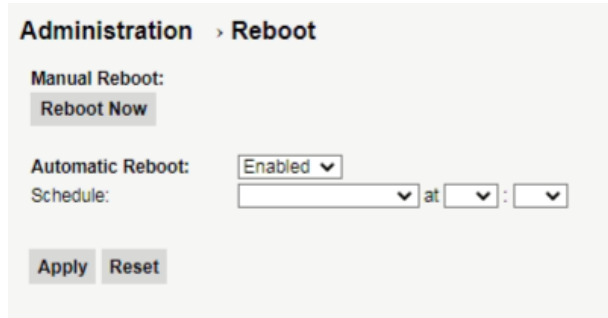 Administration › Reboot
Manual Reboot:
Reboot Now
Automatic Reboot: Enabled
Schedule: at :
Apply Reset